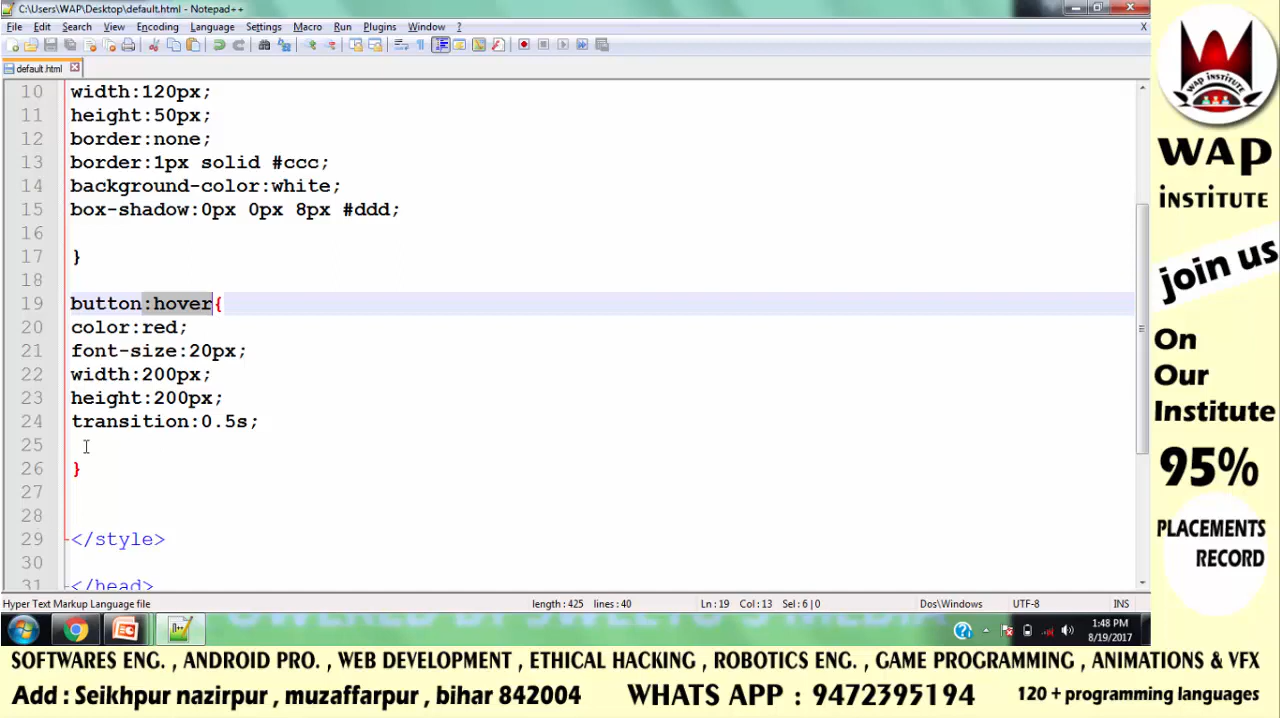 C:\Users\WAP\Desktop\default.html - Notepad++
File Edit Search View Encoding Language Settings Macro Run Plugins Window ? X
default.html
10 width:120px;
11 height:50px;
12 border:none;
13 border:1px solid #ccc;
14 background-color:white;
15 box-shadow:0px 0px 8px #ddd;
16
17 }
18
19 button:hover{
20 color:red;
21 font-size:20px;
22 width:200px;
23 height:200px;
24 transition:0.5s;
25
26 }
27
28
29 </style>
30
31 </head>
Hyper Text Markup Language file length : 425 lines : 40 Ln : 19 Col : 13 Sel : 6 | 0 Dos\Windows UTF-8 INS
1:48 PM
8/19/2017
WAP INSTITUTE
WAP
INSTITUTE
join us
On
Our
Institute
95%
PLACEMENTS
RECORD
SOFTWARES ENG. , ANDROID PRO. , WEB DEVELOPMENT , ETHICAL HACKING , ROBOTICS ENG. , GAME PROGRAMMING , ANIMATIONS & VFX
Add : Seikhpur nazirpur , muzaffarpur , bihar 842004 WHATS APP : 9472395194 120 + programming languages